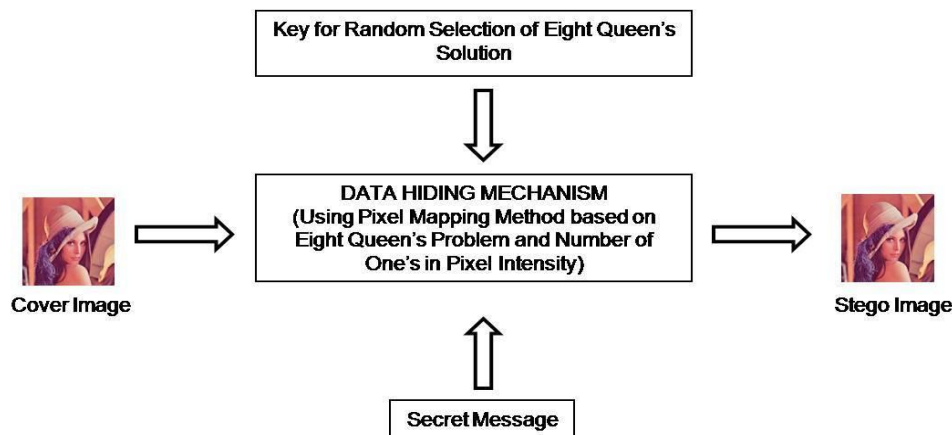 Key for Random Selection of Eight Queen's
Solution
DATA HIDING MECHANISM
(Using Pixel Mapping Method based on
Eight Queen's Problem and Number of
One's in Pixel Intensity)
Cover Image
Stego Image
Secret Message